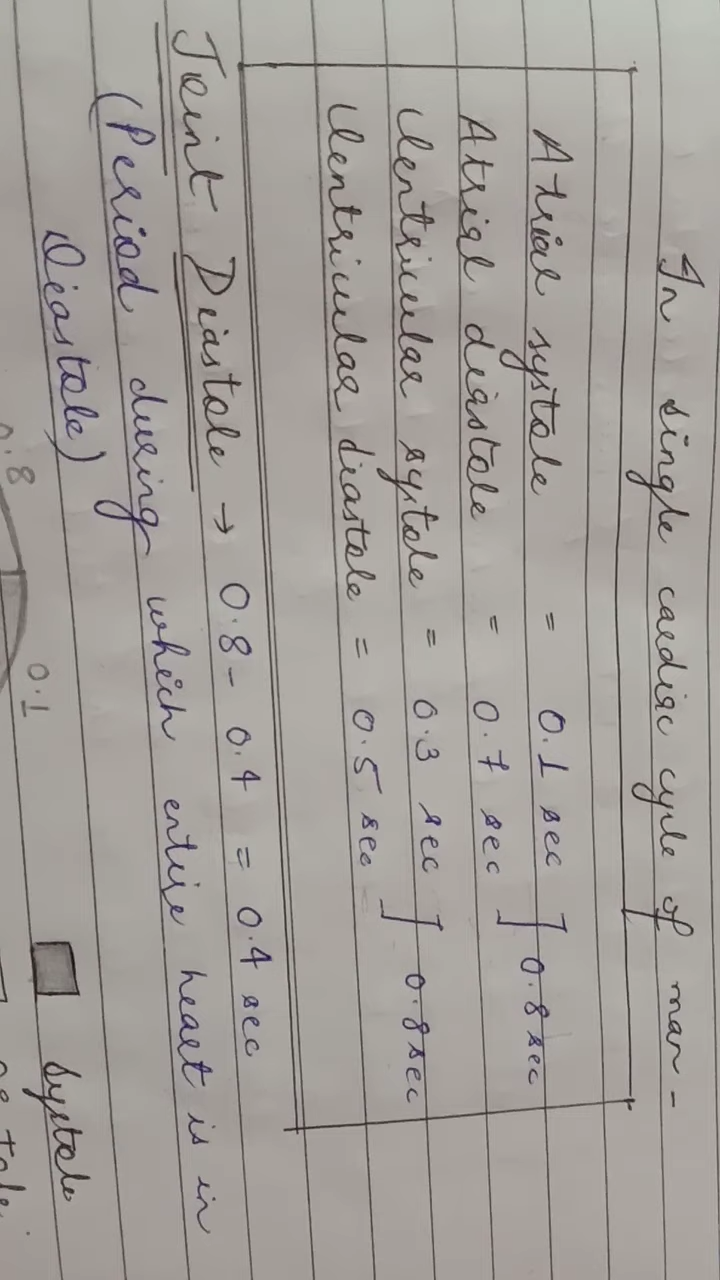 In single cardiac cycle of man -
Atrial systole = 0.1 sec ] 0.8 sec
Atrial diastole = 0.7 sec
Ventricular systole = 0.3 sec ] 0.8 sec
Ventricular diastole = 0.5 sec
Joint Diastole → 0.8 - 0.4 = 0.4 sec
(Period during which entire heart is in
Diastole)
0.8
0.1
Systole